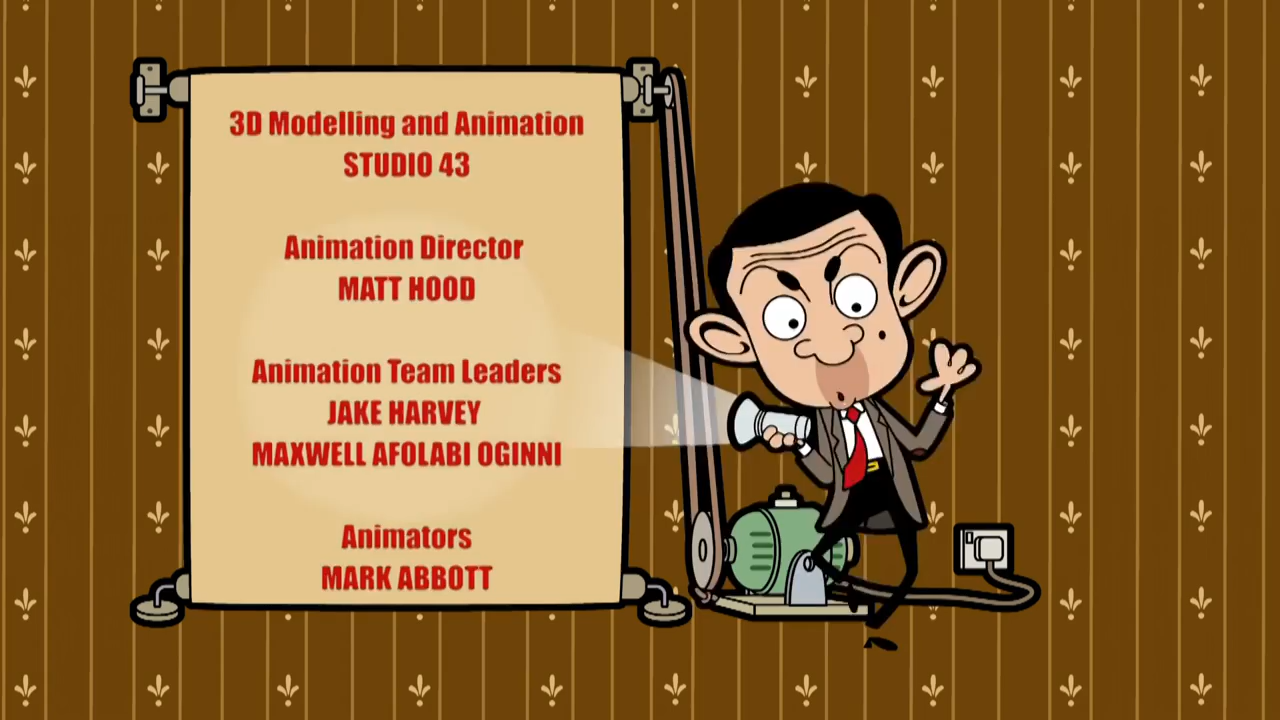 3D Modelling and Animation
STUDIO 43
Animation Director
MATT HOOD
Animation Team Leaders
JAKE HARVEY
MAXWELL AFOLABI OGINNI
Animators
MARK ABBOTT